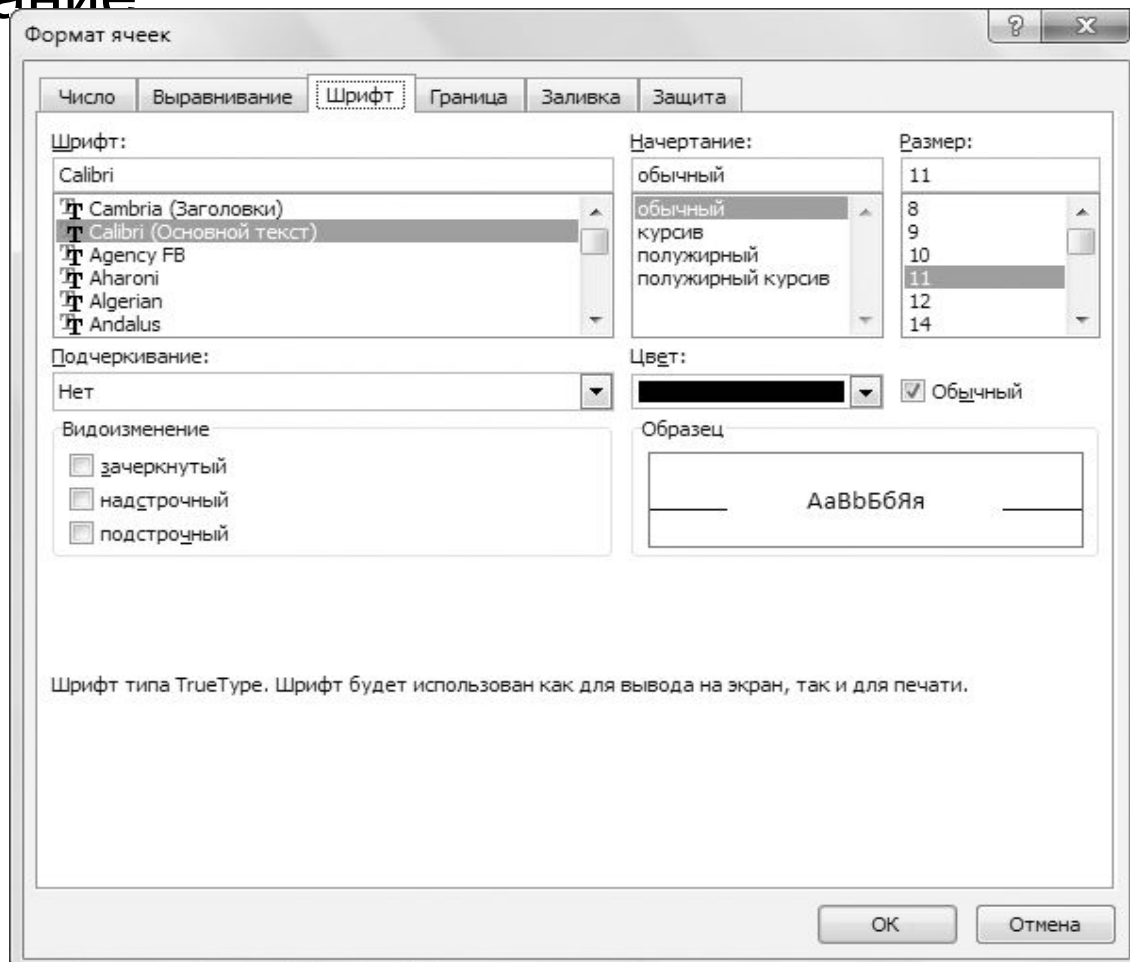 Формат ячеек
Число Выравнивание Шрифт Граница Заливка Защита
Шрифт: Начертание: Размер:
Calibri обычный 11
Cambria (Заголовки) обычный 8
Calibri (Основной текст) курсив 9
Agency FB полужирный 10
Aharoni полужирный курсив 11
Algerian 12
Andalus 14
Подчеркивание: Цвет:
Нет Обычный
Видоизменение Образец
зачеркнутый
надстрочный АаBbБбЯя
подстрочный
Шрифт типа TrueType. Шрифт будет использован как для вывода на экран, так и для печати.
ОК Отмена